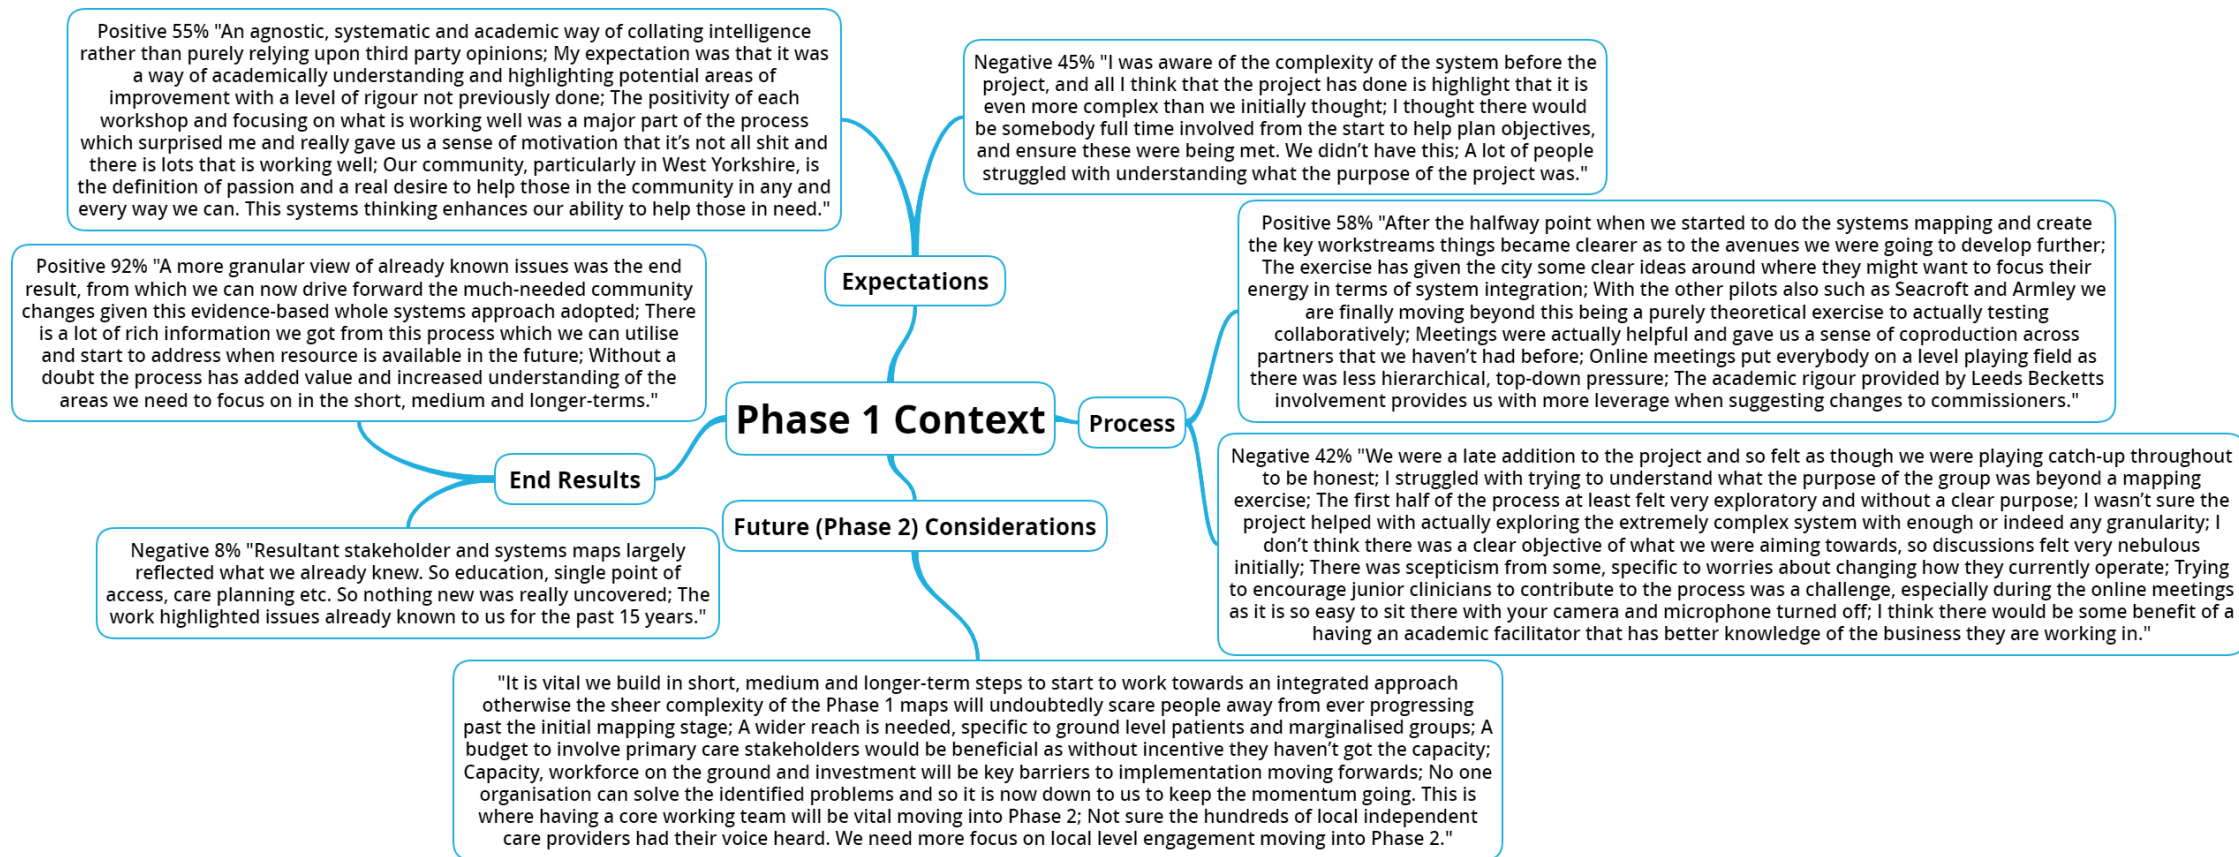 Positive 55% "An agnostic, systematic and academic way of collating intelligence
rather than purely relying upon third party opinions; My expectation was that it was
a way of academically understanding and highlighting potential areas of
improvement with a level of rigour not previously done; The positivity of each
workshop and focusing on what is working well was a major part of the process
which surprised me and really gave us a sense of motivation that it’s not all shit and
there is lots that is working well; Our community, particularly in West Yorkshire, is
the definition of passion and a real desire to help those in the community in any and
every way we can. This systems thinking enhances our ability to help those in need."
Negative 45% "I was aware of the complexity of the system before the
project, and all I think that the project has done is highlight that it is
even more complex than we initially thought; I thought there would
be somebody full time involved from the start to help plan objectives,
and ensure these were being met. We didn’t have this; A lot of people
struggled with understanding what the purpose of the project was."
Expectations
Positive 92% "A more granular view of already known issues was the end
result, from which we can now drive forward the much-needed community
changes given this evidence-based whole systems approach adopted; There
is a lot of rich information we got from this process which we can utilise
and start to address when resource is available in the future; Without a
doubt the process has added value and increased understanding of the
areas we need to focus on in the short, medium and longer-terms."
Positive 58% "After the halfway point when we started to do the systems mapping and create
the key workstreams things became clearer as to the avenues we were going to develop further;
The exercise has given the city some clear ideas around where they might want to focus their
energy in terms of system integration; With the other pilots also such as Seacroft and Armley we
are finally moving beyond this being a purely theoretical exercise to actually testing
collaboratively; Meetings were actually helpful and gave us a sense of coproduction across
partners that we haven’t had before; Online meetings put everybody on a level playing field as
there was less hierarchical, top-down pressure; The academic rigour provided by Leeds Becketts
involvement provides us with more leverage when suggesting changes to commissioners."
Phase 1 Context
Process
End Results
Future (Phase 2) Considerations
Negative 42% "We were a late addition to the project and so felt as though we were playing catch-up throughout
to be honest; I struggled with trying to understand what the purpose of the group was beyond a mapping
exercise; The first half of the process at least felt very exploratory and without a clear purpose; I wasn’t sure the
project helped with actually exploring the extremely complex system with enough or indeed any granularity; I
don’t think there was a clear objective of what we were aiming towards, so discussions felt very nebulous
initially; There was scepticism from some, specific to worries about changing how they currently operate; Trying
to encourage junior clinicians to contribute to the process was a challenge, especially during the online meetings
as it is so easy to sit there with your camera and microphone turned off; I think there would be some benefit of a
having an academic facilitator that has better knowledge of the business they are working in."
Negative 8% "Resultant stakeholder and systems maps largely
reflected what we already knew. So education, single point of
access, care planning etc. So nothing new was really uncovered; The
work highlighted issues already known to us for the past 15 years."
"It is vital we build in short, medium and longer-term steps to start to work towards an integrated approach
otherwise the sheer complexity of the Phase 1 maps will undoubtedly scare people away from ever progressing
past the initial mapping stage; A wider reach is needed, specific to ground level patients and marginalised groups; A
budget to involve primary care stakeholders would be beneficial as without incentive they haven’t got the capacity;
Capacity, workforce on the ground and investment will be key barriers to implementation moving forwards; No one
organisation can solve the identified problems and so it is now down to us to keep the momentum going. This is
where having a core working team will be vital moving into Phase 2; Not sure the hundreds of local independent
care providers had their voice heard. We need more focus on local level engagement moving into Phase 2."